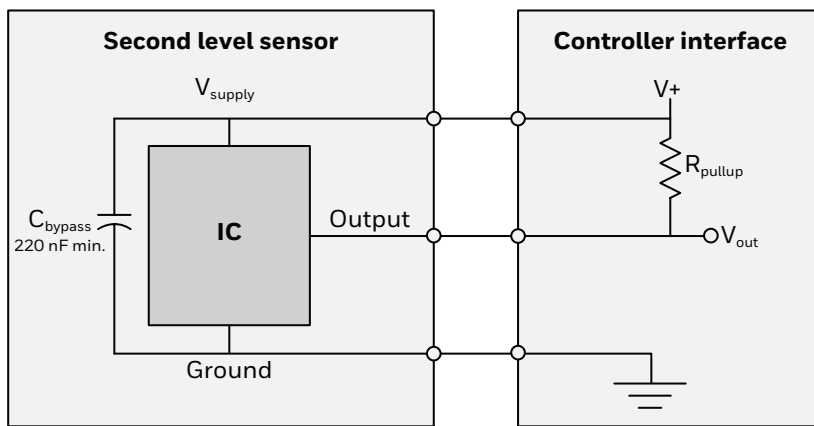 Second level sensor
Controller interface
Vsupply
V+
Rpullup
Cbypass
220 nF min.
IC
Output
Vout
Ground